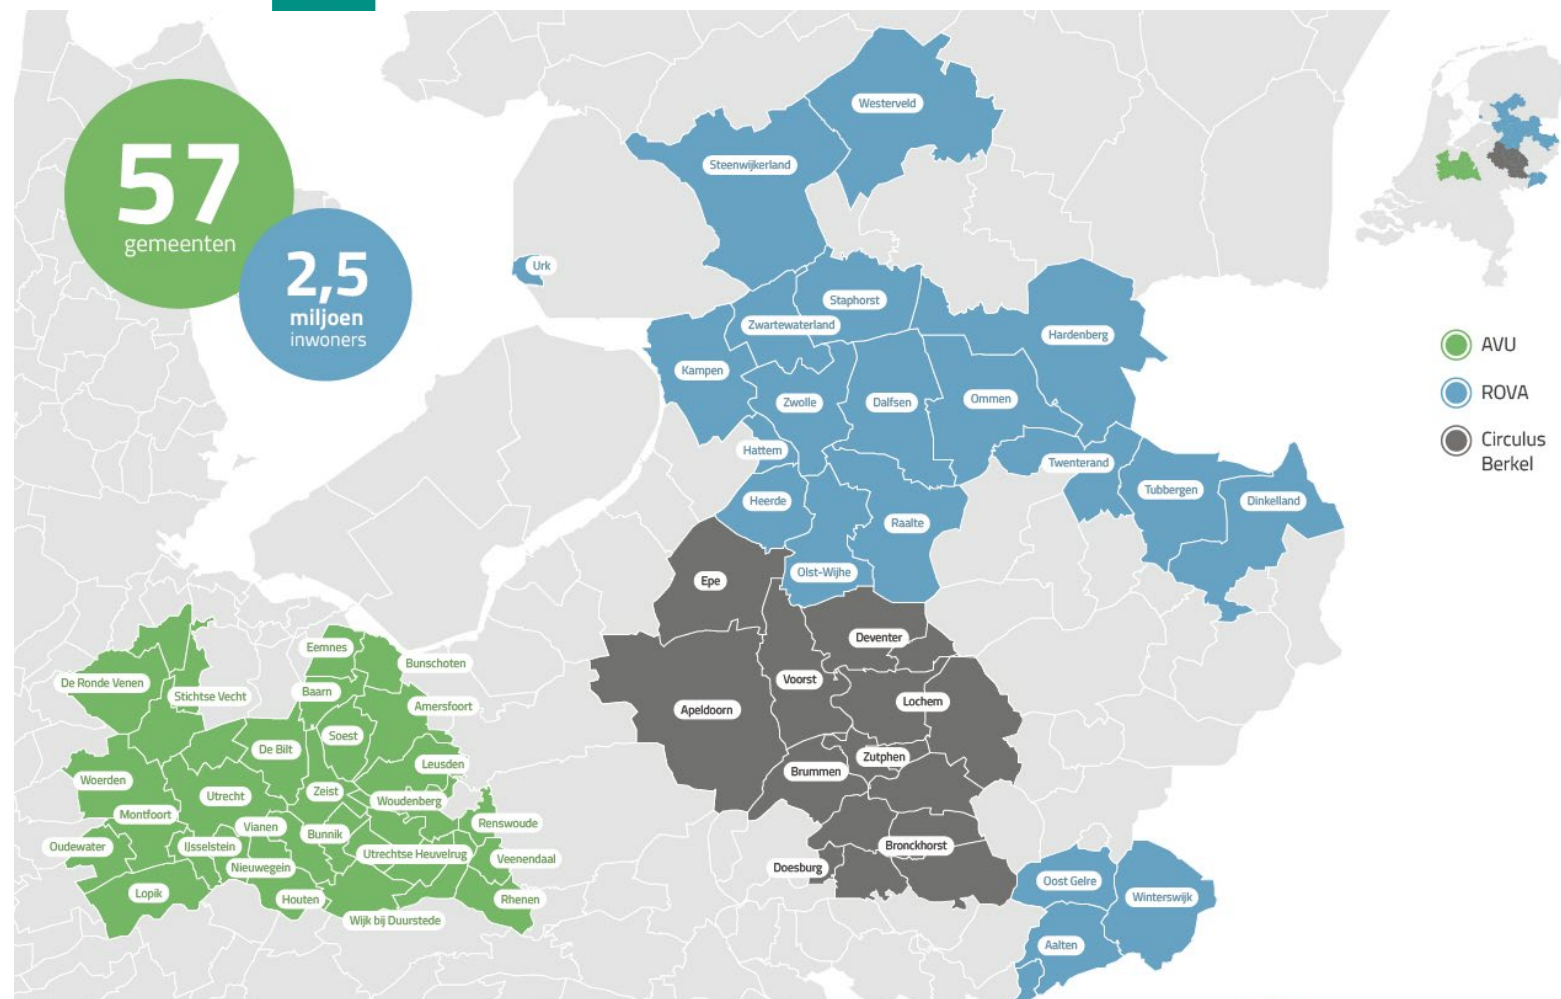 57
gemeenten
2,5
miljoen
inwoners
Westerveld
Steenwijkerland
Urk
Staphorst
Zwartewaterland
Hardenberg
Kampen
Zwolle
Dalfsen
Ommen
Hattem
Twenterand
Heerde
Tubbergen
Dinkelland
Raalte
Olst-Wijhe
Epe
Deventer
Voorst
Apeldoorn
Lochem
Zutphen
Brummen
Bronckhorst
Doesburg
Oost Gelre
Winterswijk
Aalten
Eemnes
Bunschoten
De Ronde Venen
Stichtse Vecht
Baarn
Amersfoort
Soest
De Bilt
Leusden
Woerden
Utrecht
Zeist
Woudenberg
Montfoort
Vianen
Bunnik
Renswoude
Oudewater
IJsselstein
Utrechtse Heuvelrug
Veenendaal
Nieuwegein
Lopik
Houten
Rhenen
Wijk bij Duurstede
AVU
ROVA
Circulus
Berkel